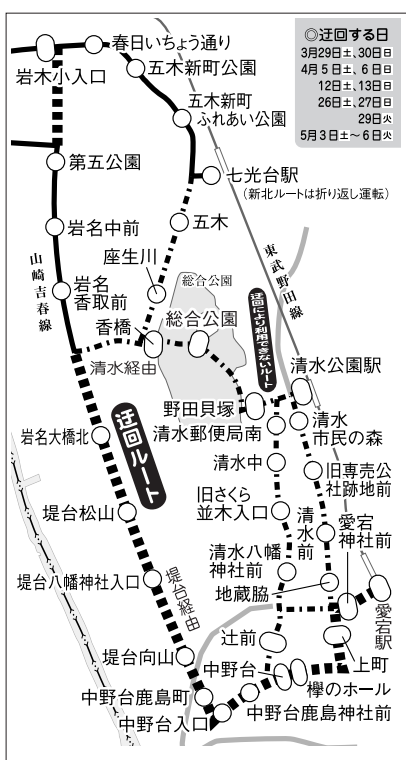 ◎迂回する日
3月29日土、30日日
4月5日土、6日日
12日土、13日日
26日土、27日日
29日火
5月3日土〜6日火
春日いちょう通り
岩木小入口
五木新町公園
五木新町
ふれあい公園
第五公園
七光台駅
(新北ルートは折り返し運転)
岩名中前
五木
座生川
東武野田線
山崎吉春線
岩名
香取前
総合公園
香橋
総合公園
迂回により利用できないルート
清水経由
清水公園駅
野田貝塚
迂回ルート
清水郵便局南
清水
市民の森
岩名大橋北
清水中
旧専売公
社跡地前
旧さくら
並木入口
堤台松山
清水前
愛宕
神社前
清水八幡
神社前
堤台八幡神社入口
堤台経由
地蔵脇
愛宕駅
辻前
堤台向山
中野台
上町
欅のホール
中野台鹿島町
中野台鹿島神社前
中野台入口